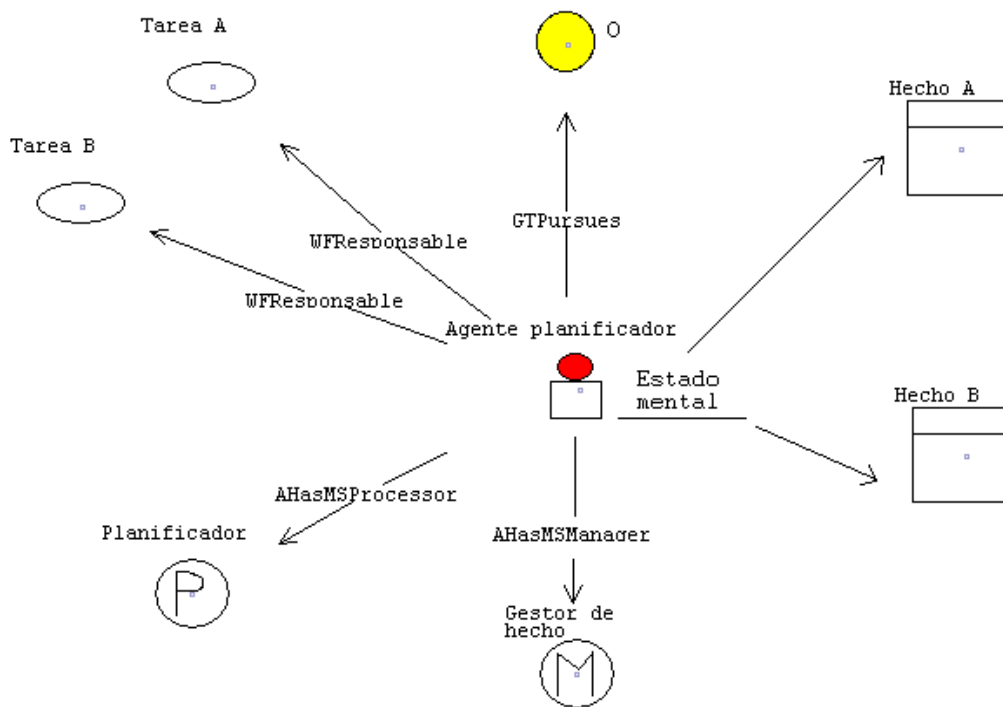 Tarea A
O
Hecho A
Tarea B
GTPursues
WFResponsable
WFResponsable
Agente planificador
Estado
mental
Hecho B
AHasMSProcessor
Planificador
AHasMSManager
P
Gestor de
hecho
M